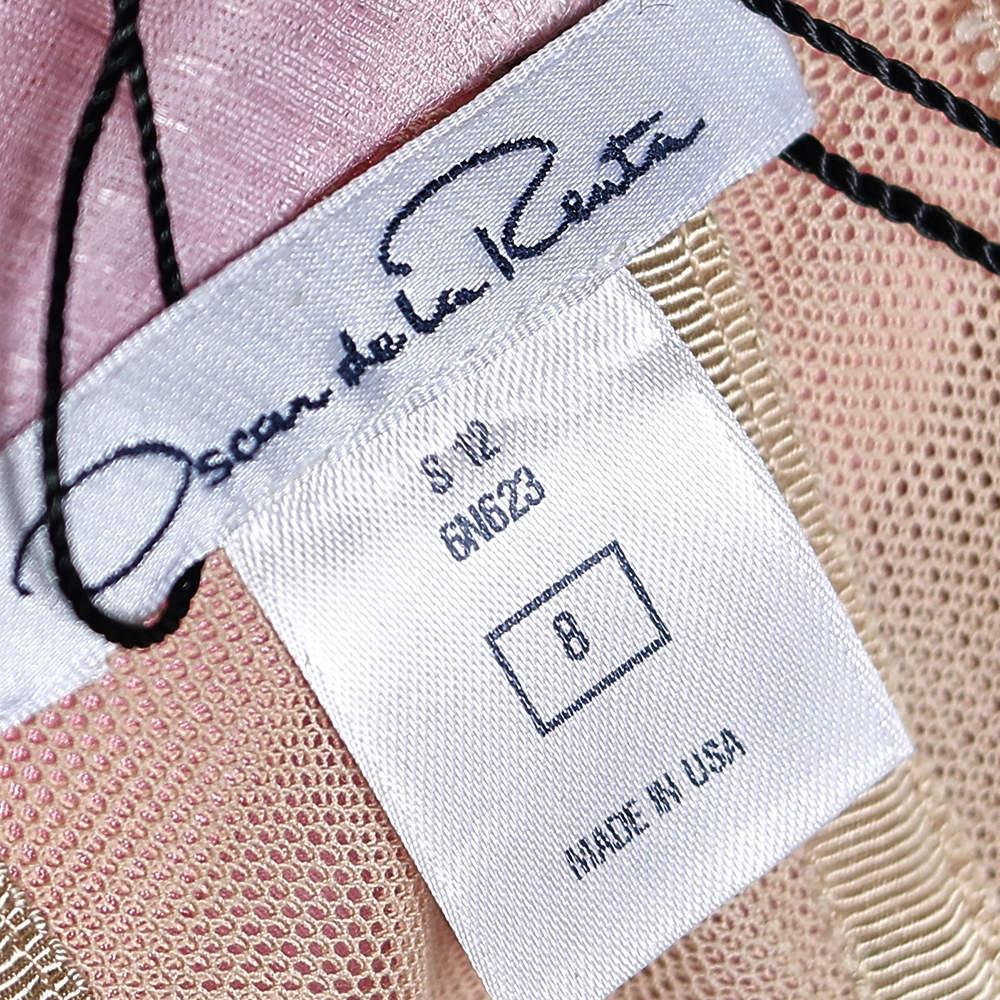 Oscar de la Renta
S 12
6N623
8
MADE IN USA